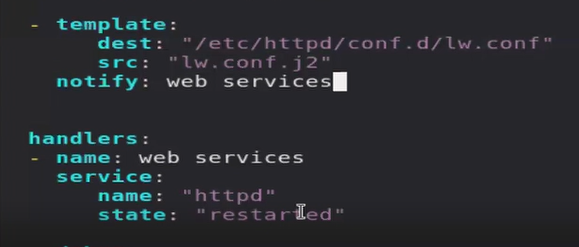 - template:
dest: "/etc/httpd/conf.d/lw.conf"
src: "lw.conf.j2"
notify: web services
handlers:
- name: web services
service:
name: "httpd"
state: "restarted"